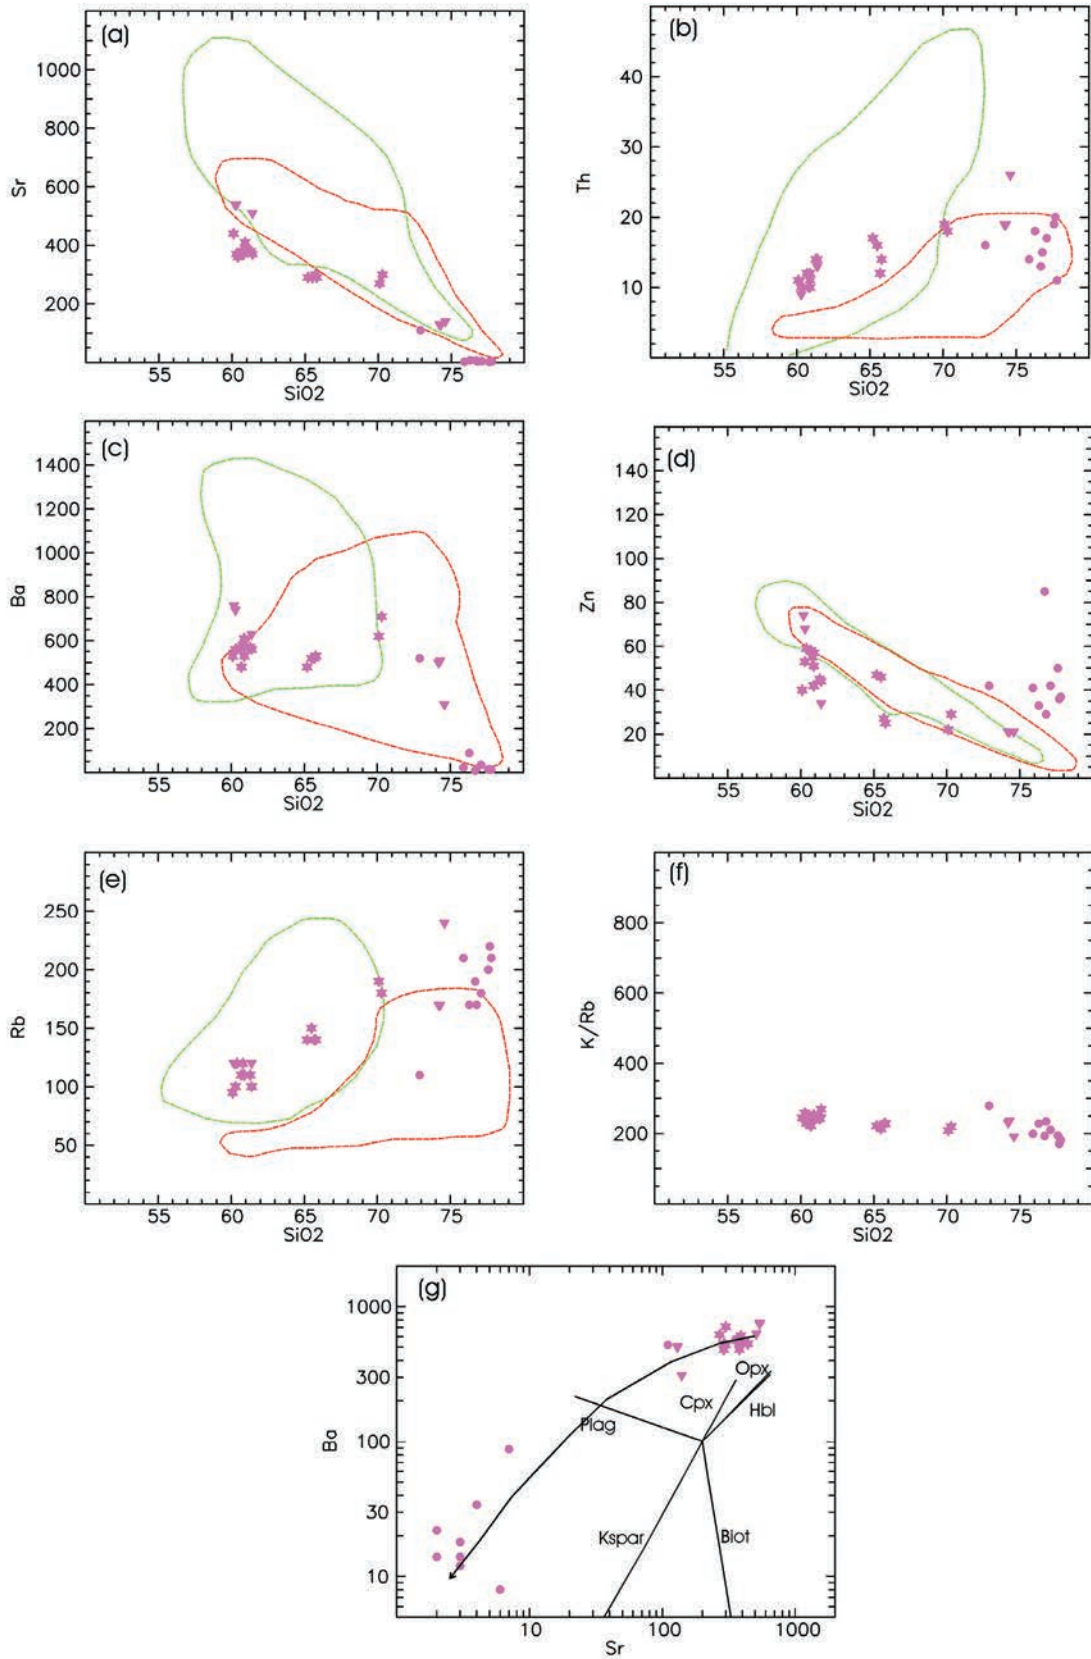 (a)
1000
800
600
400
200
Sr
55 60 65 70 75
SiO2
(b)
40
30
20
10
Th
55 60 65 70 75
SiO2
(c)
1400
1200
1000
800
600
400
200
Ba
55 60 65 70 75
SiO2
(d)
140
120
100
80
60
40
20
Zn
55 60 65 70 75
SiO2
(e)
250
200
150
100
50
Rb
55 60 65 70 75
SiO2
(f)
800
600
400
200
K/Rb
55 60 65 70 75
SiO2
(g)
1000
300
100
30
10
Ba
Opx
Cpx
Hbl
Plag
Kspar
Biot
10 100 1000
Sr